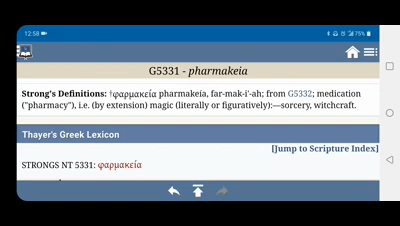 12:58
75%
G5331 - pharmakeia
Strong's Definitions: †φαρμακεία pharmakeía, far-mak-i'-ah; from G5332; medication
("pharmacy"), i.e. (by extension) magic (literally or figuratively):—sorcery, witchcraft.
Thayer's Greek Lexicon
[Jump to Scripture Index]
STRONGS NT 5331: φαρμακεία